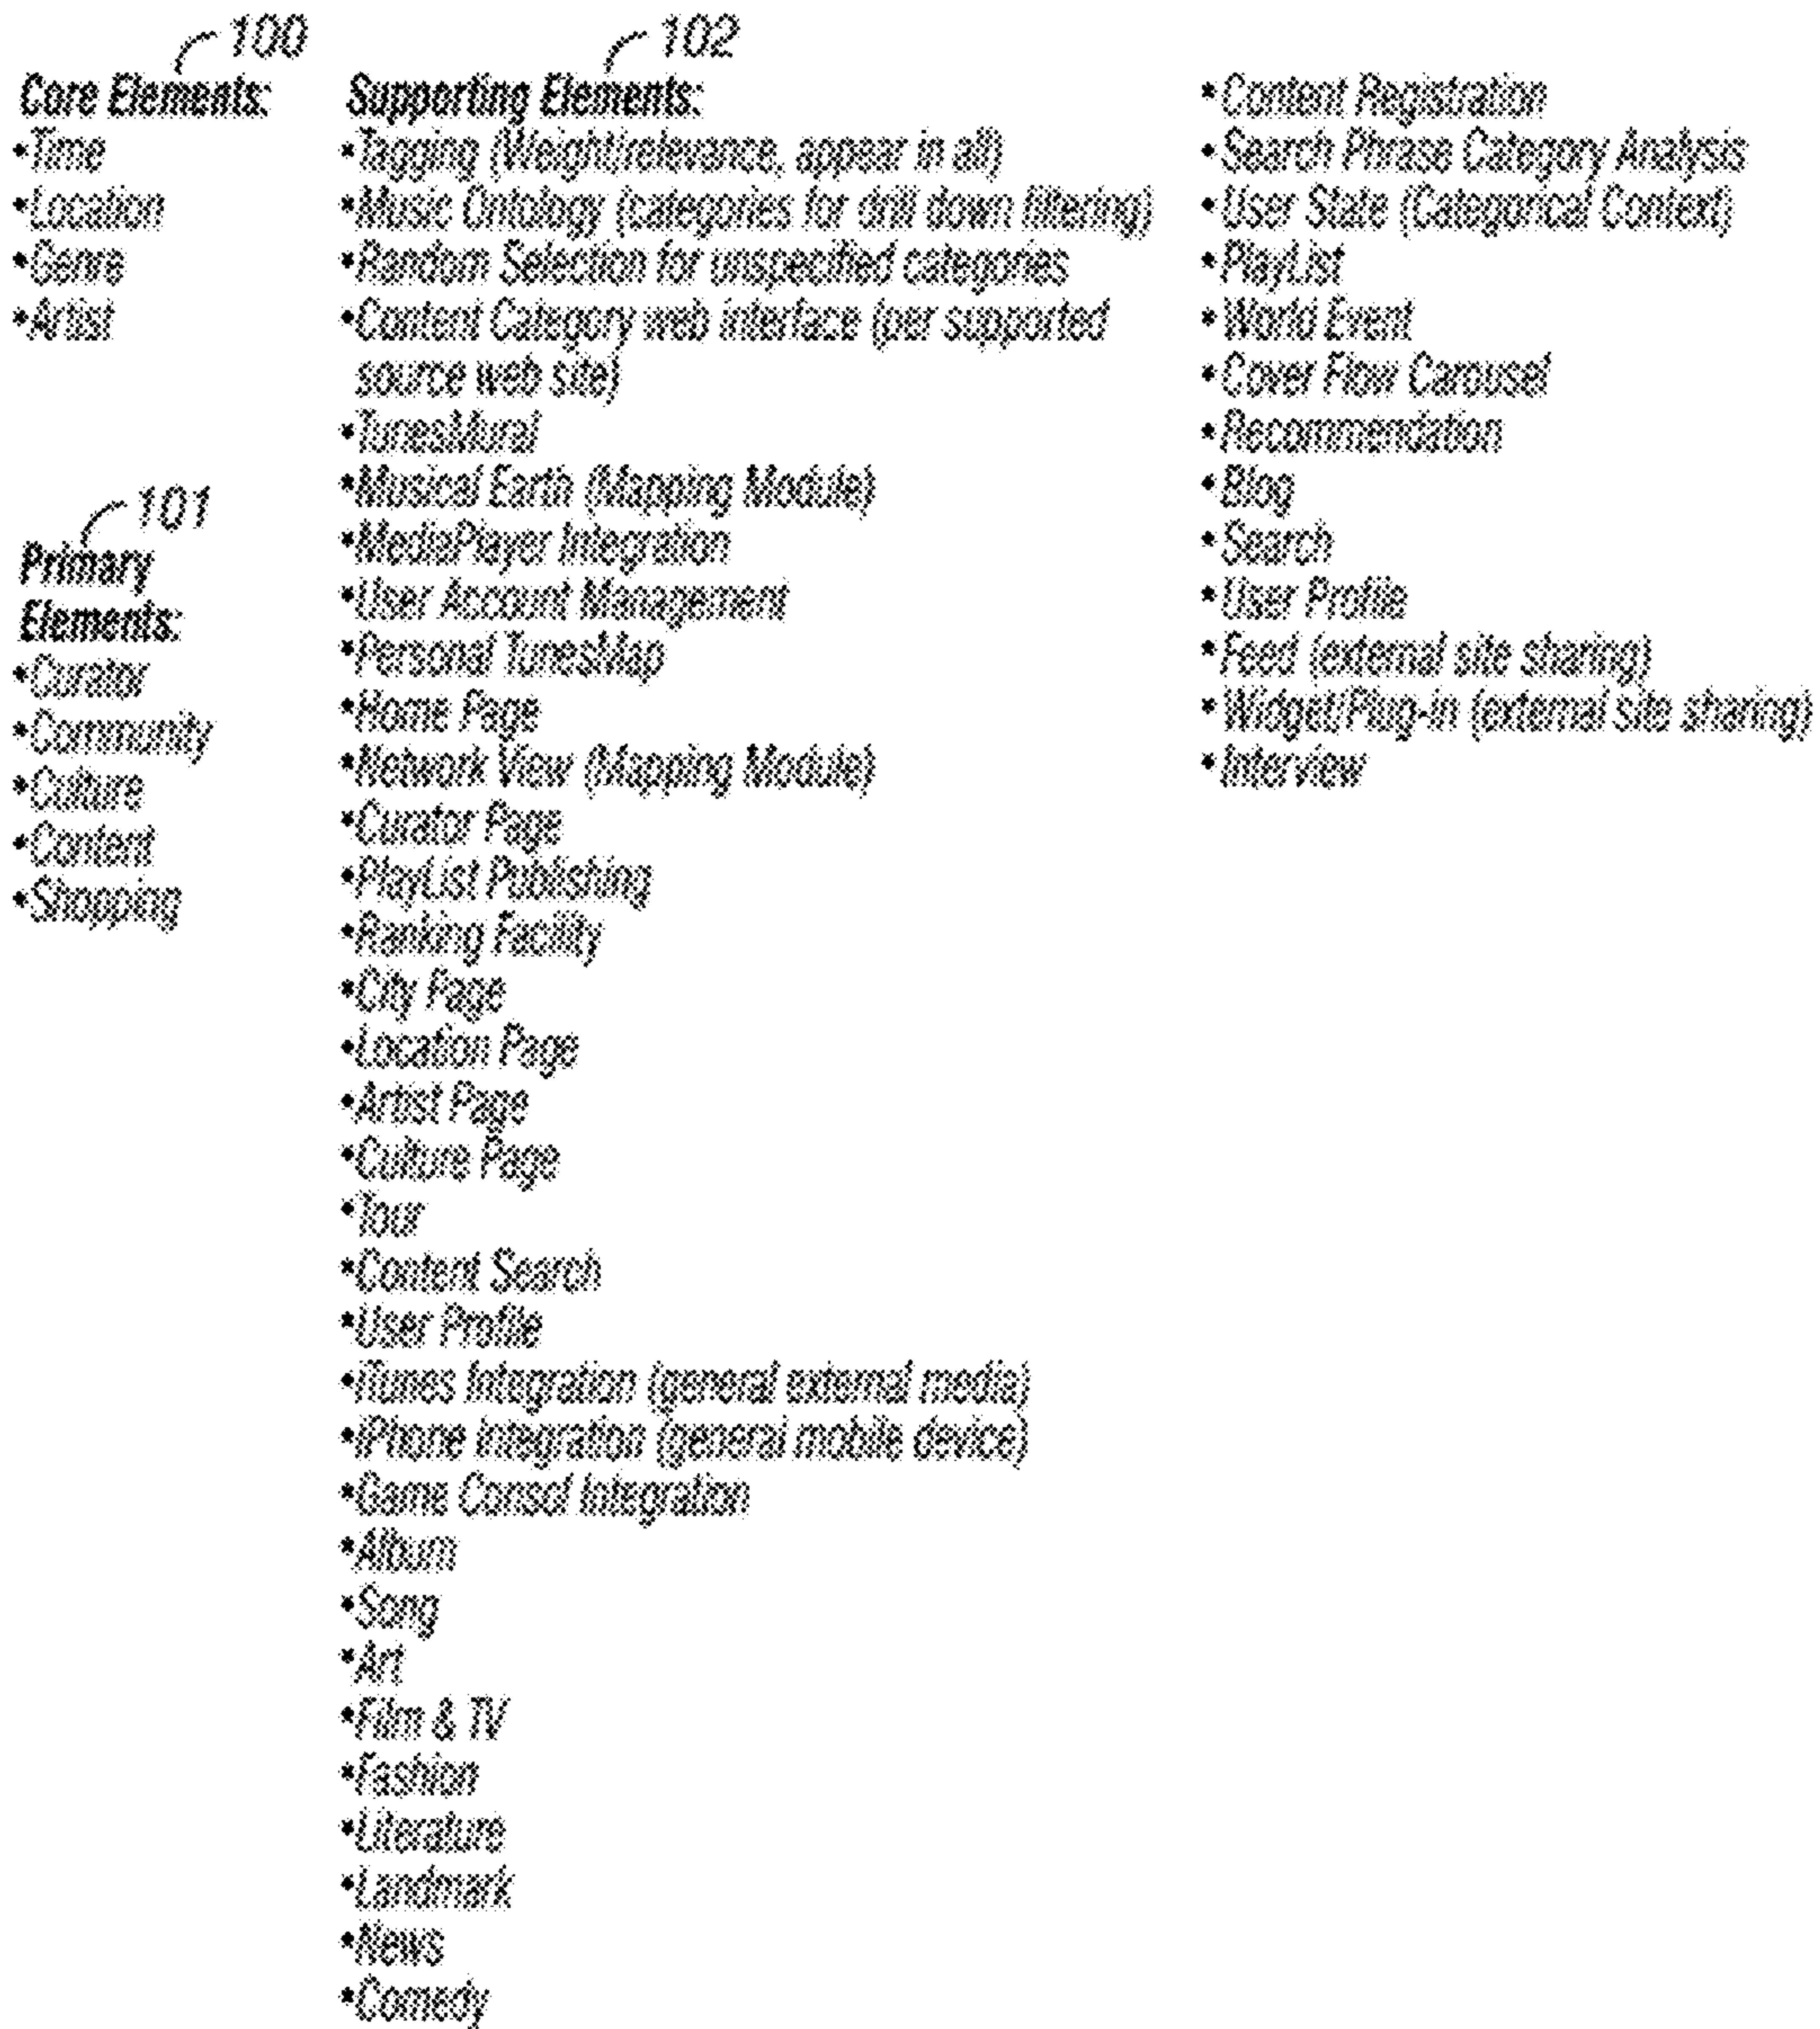 100
Core Elements:
•Time
•Location
•Genre
•Artist
101
Primary
Elements:
•Curator
•Community
•Culture
•Content
•Shopping
102
Supporting Elements:
•Tagging (Weight/relevance, appear in all)
•Music Ontology (categories for drill down filtering)
•Random Selection for unspecified categories
•Content Category web interface (per supported
source web site)
•TunesMural
•Musical Earth (Mapping Module)
•MediaPlayer Integration
•User Account Management
•Personal TunesMap
•Home Page
•Network View (Mapping Module)
•Curator Page
•PlayList Publishing
•Ranking Facility
•City Page
•Location Page
•Artist Page
•Culture Page
•Tour
•Content Search
•User Profile
•iTunes Integration (general external media)
•iPhone Integration (general mobile device)
•Game Consol Integration
•Album
•Song
•Art
•Film & TV
•Fashion
•Literature
•Landmark
•News
•Comedy
•Content Registration
•Search Phrase Category Analysis
•User State (Categorical Context)
•PlayList
•World Event
•Cover Flow Carousel
•Recommendation
•Blog
•Search
•User Profile
•Feed (external site sharing)
•Widget/Plug-in (external site sharing)
•Interview